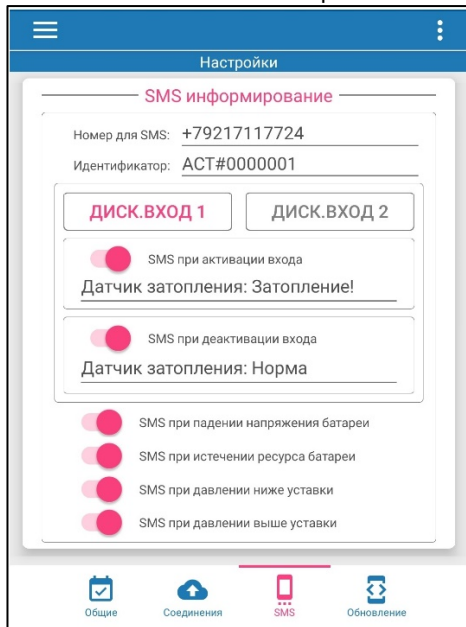 Настройки
SMS информирование
Номер для SMS: +79217117724
Идентификатор: ACT#0000001
ДИСК.ВХОД 1 ДИСК.ВХОД 2
SMS при активации входа
Датчик затопления: Затопление!
SMS при деактивации входа
Датчик затопления: Норма
SMS при падении напряжения батареи
SMS при истечении ресурса батареи
SMS при давлении ниже уставки
SMS при давлении выше уставки
Общие Соединения SMS Обновление